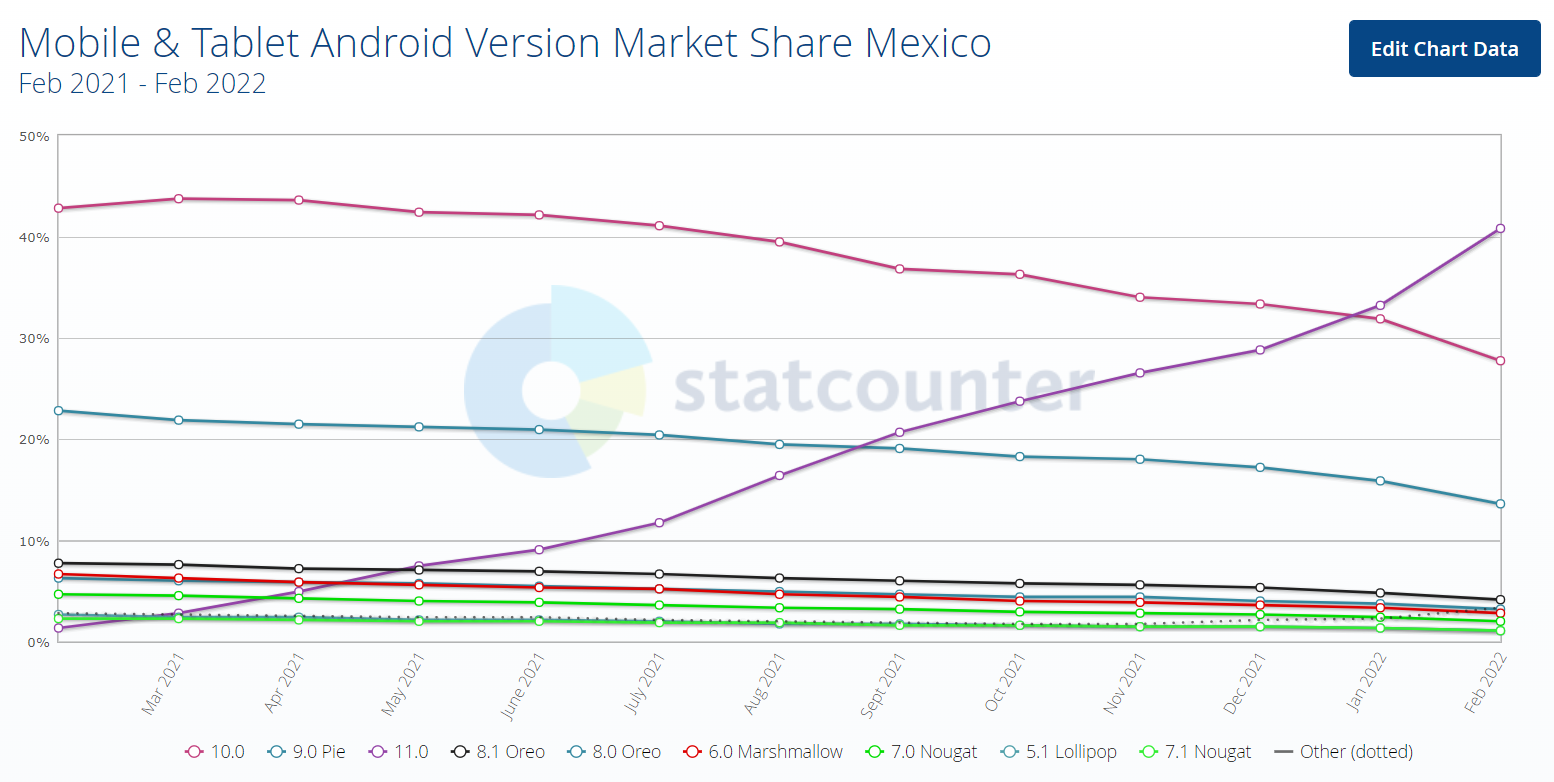 Mobile & Tablet Android Version Market Share Mexico
Feb 2021 - Feb 2022
Edit Chart Data
50%
40%
30%
20%
10%
0%
statcounter
Mar 2021
Apr 2021
May 2021
June 2021
July 2021
Aug 2021
Sept 2021
Oct 2021
Nov 2021
Dec 2021
Jan 2022
Feb 2022
10.0 9.0 Pie 11.0 8.1 Oreo 8.0 Oreo 6.0 Marshmallow 7.0 Nougat 5.1 Lollipop 7.1 Nougat Other (dotted)